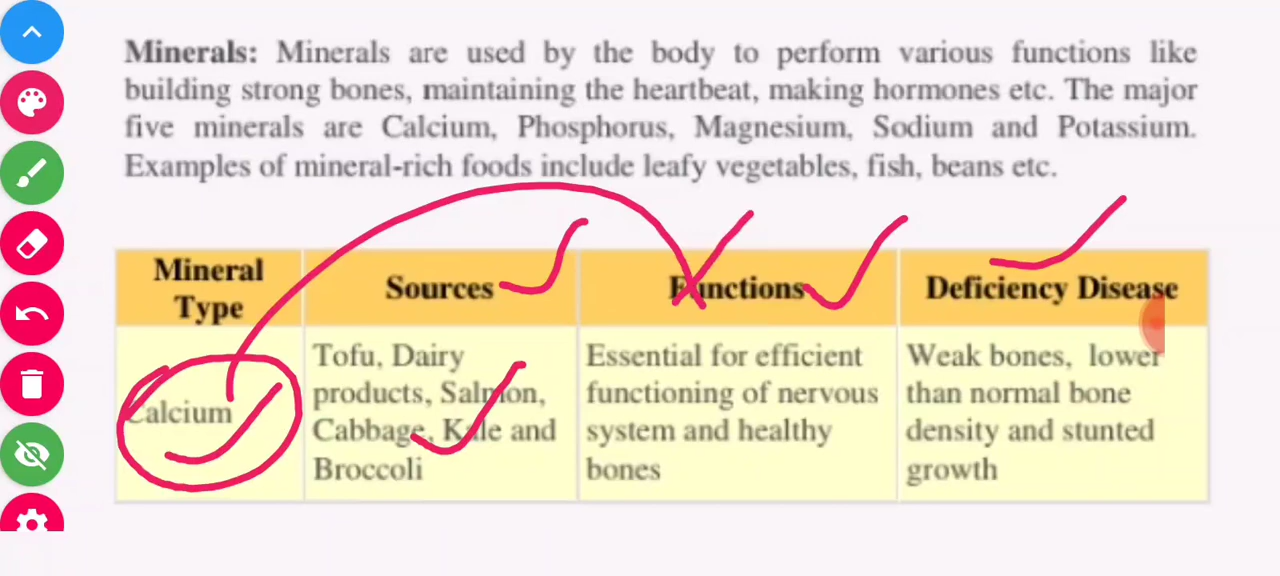 Minerals: Minerals are used by the body to perform various functions like
building strong bones, maintaining the heartbeat, making hormones etc. The major
five minerals are Calcium, Phosphorus, Magnesium, Sodium and Potassium.
Examples of mineral-rich foods include leafy vegetables, fish, beans etc.
Mineral
Type
Sources
Functions
Deficiency Disease
Calcium
Tofu, Dairy
products, Salmon,
Cabbage, Kale and
Broccoli
Essential for efficient
functioning of nervous
system and healthy
bones
Weak bones, lower
than normal bone
density and stunted
growth